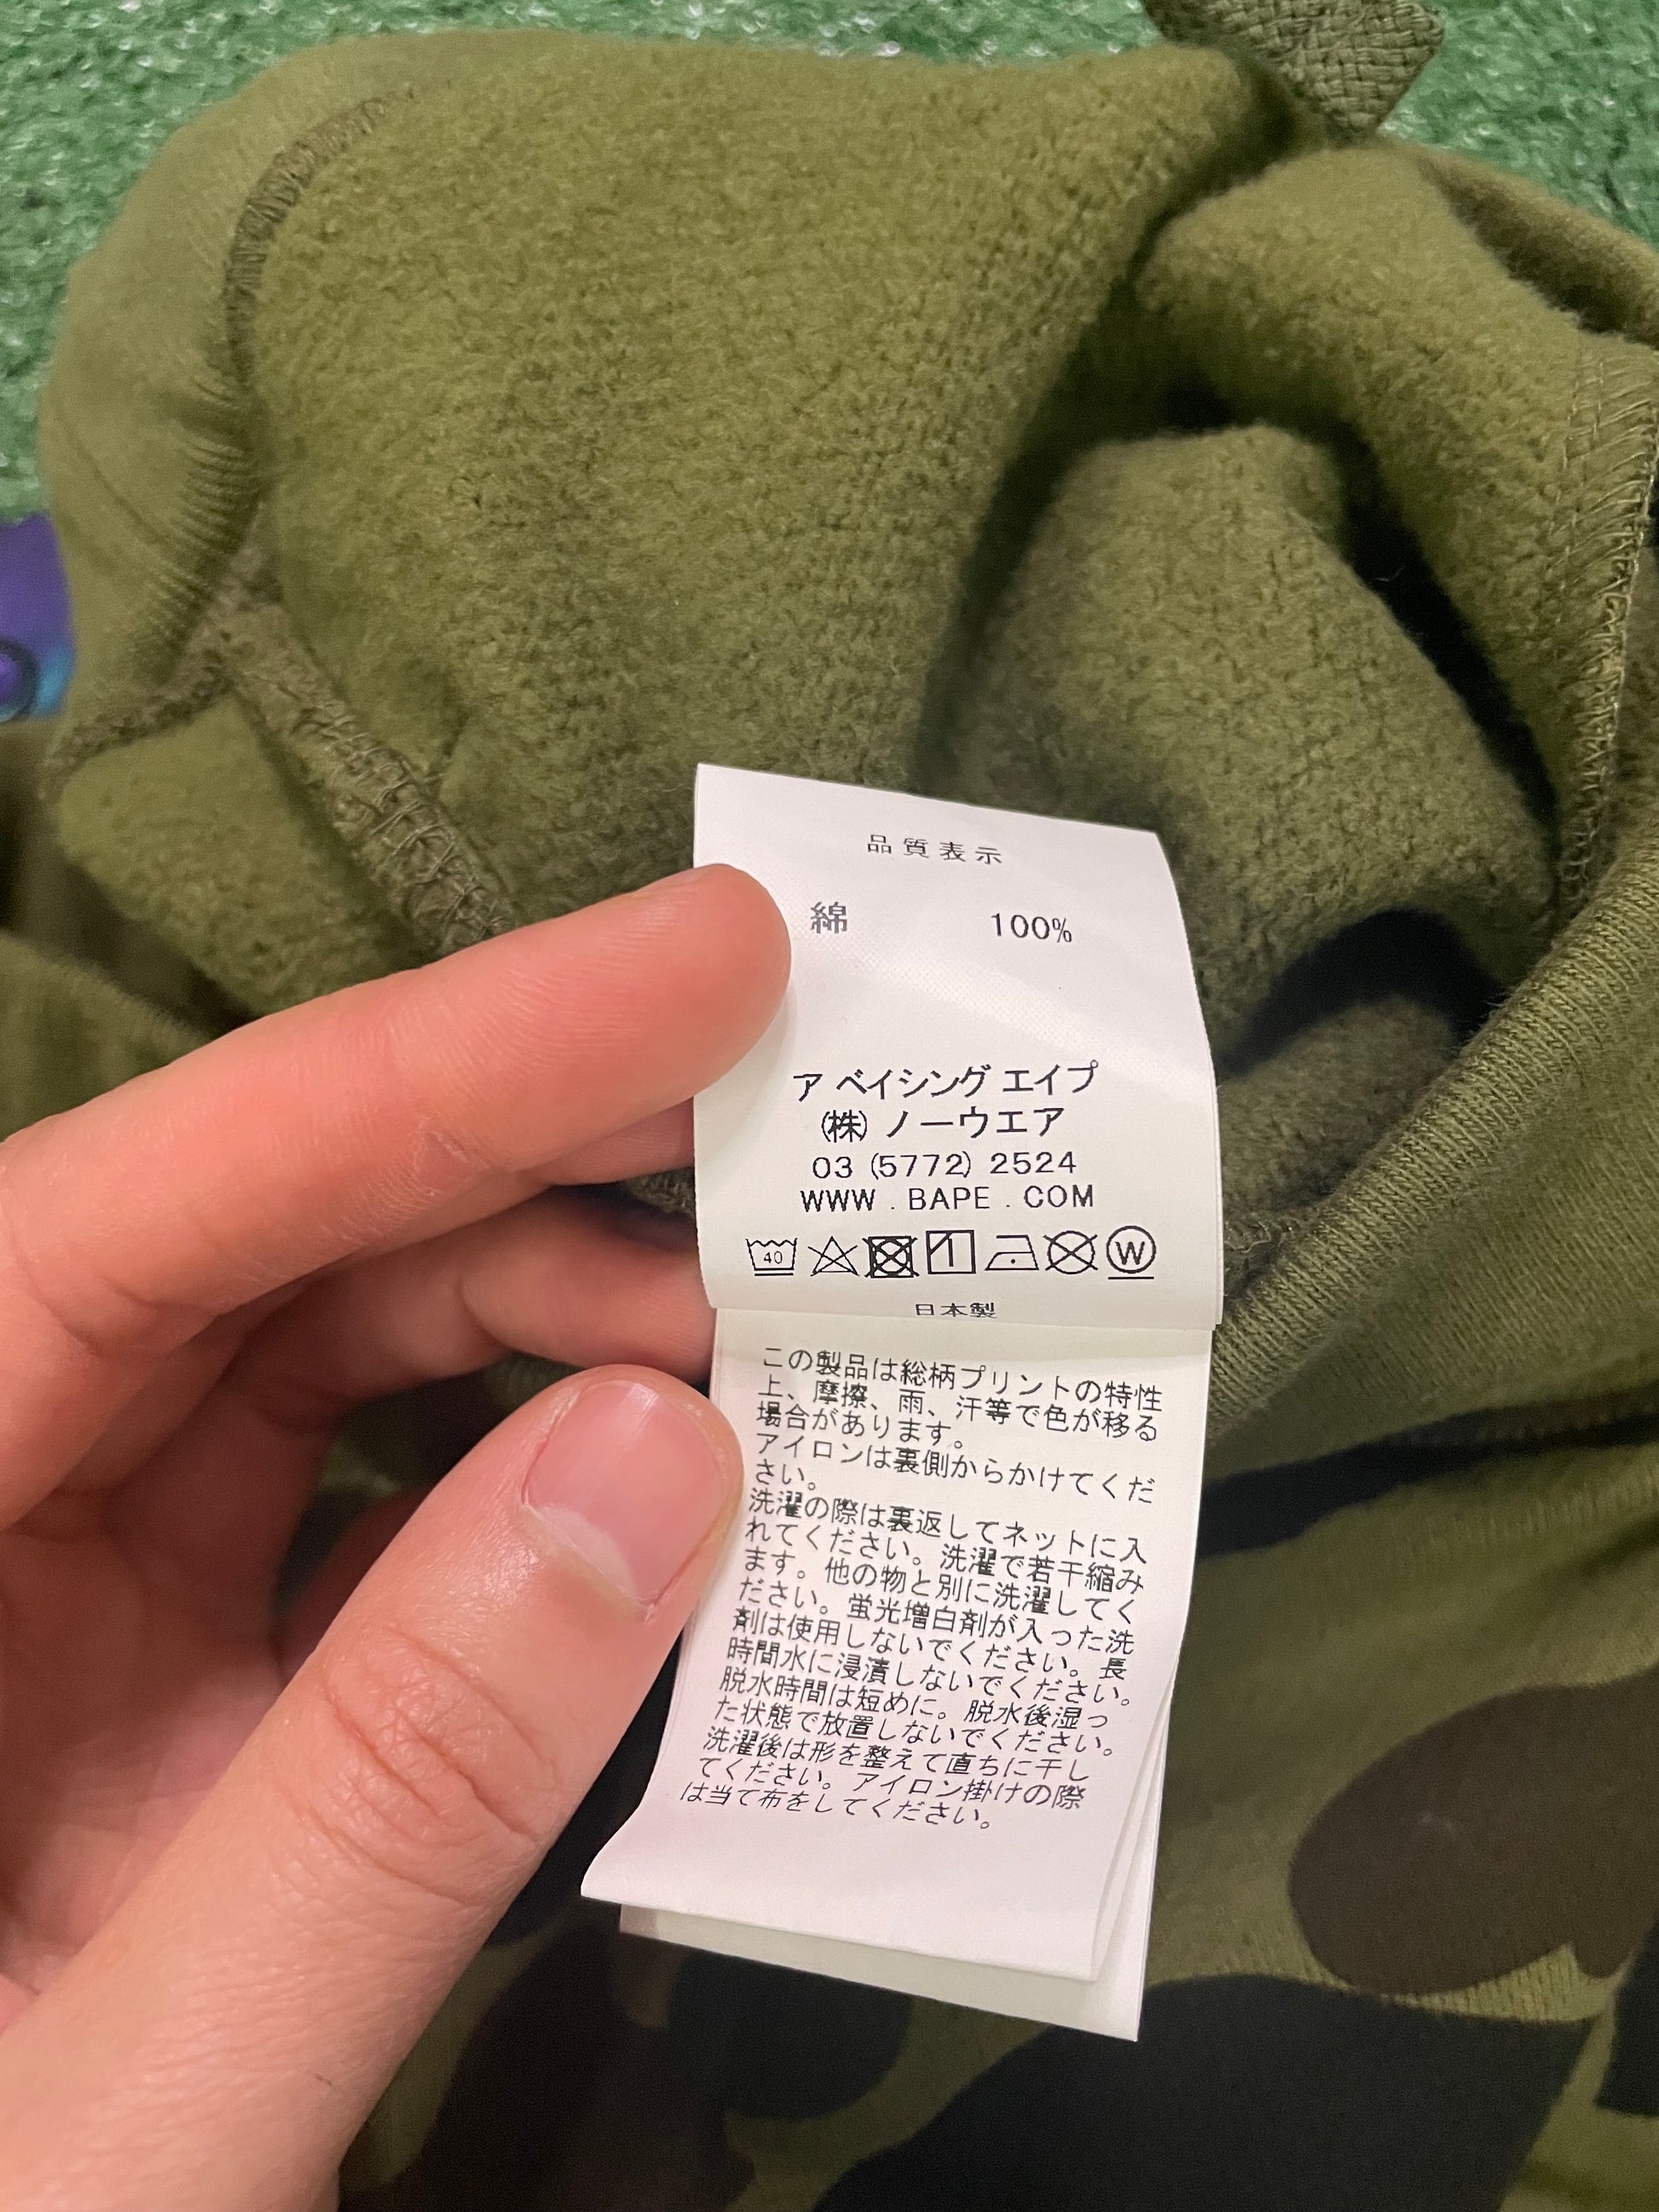 品質表示
綿 100%
ア ベイシング エイプ
(株) ノーウエア
03 (5772) 2524
WWW . BAPE . COM
40
W
日本製
この製品は総柄プリントの特性
上、摩擦、雨、汗等で色が移る
場合があります。
アイロンは裏側からかけてくだ
さい。
洗濯の際は裏返してネットに入
れてください。洗濯で若干縮み
ます。他の物と別に洗濯してく
ださい。蛍光増白剤が入った洗
剤は使用しないでください。長
時間水に浸漬しないでください。
脱水時間は短めに。脱水後湿っ
た状態で放置しないでください。
洗濯後は形を整えて直ちに干し
てください。アイロン掛けの際
は当て布をしてください。